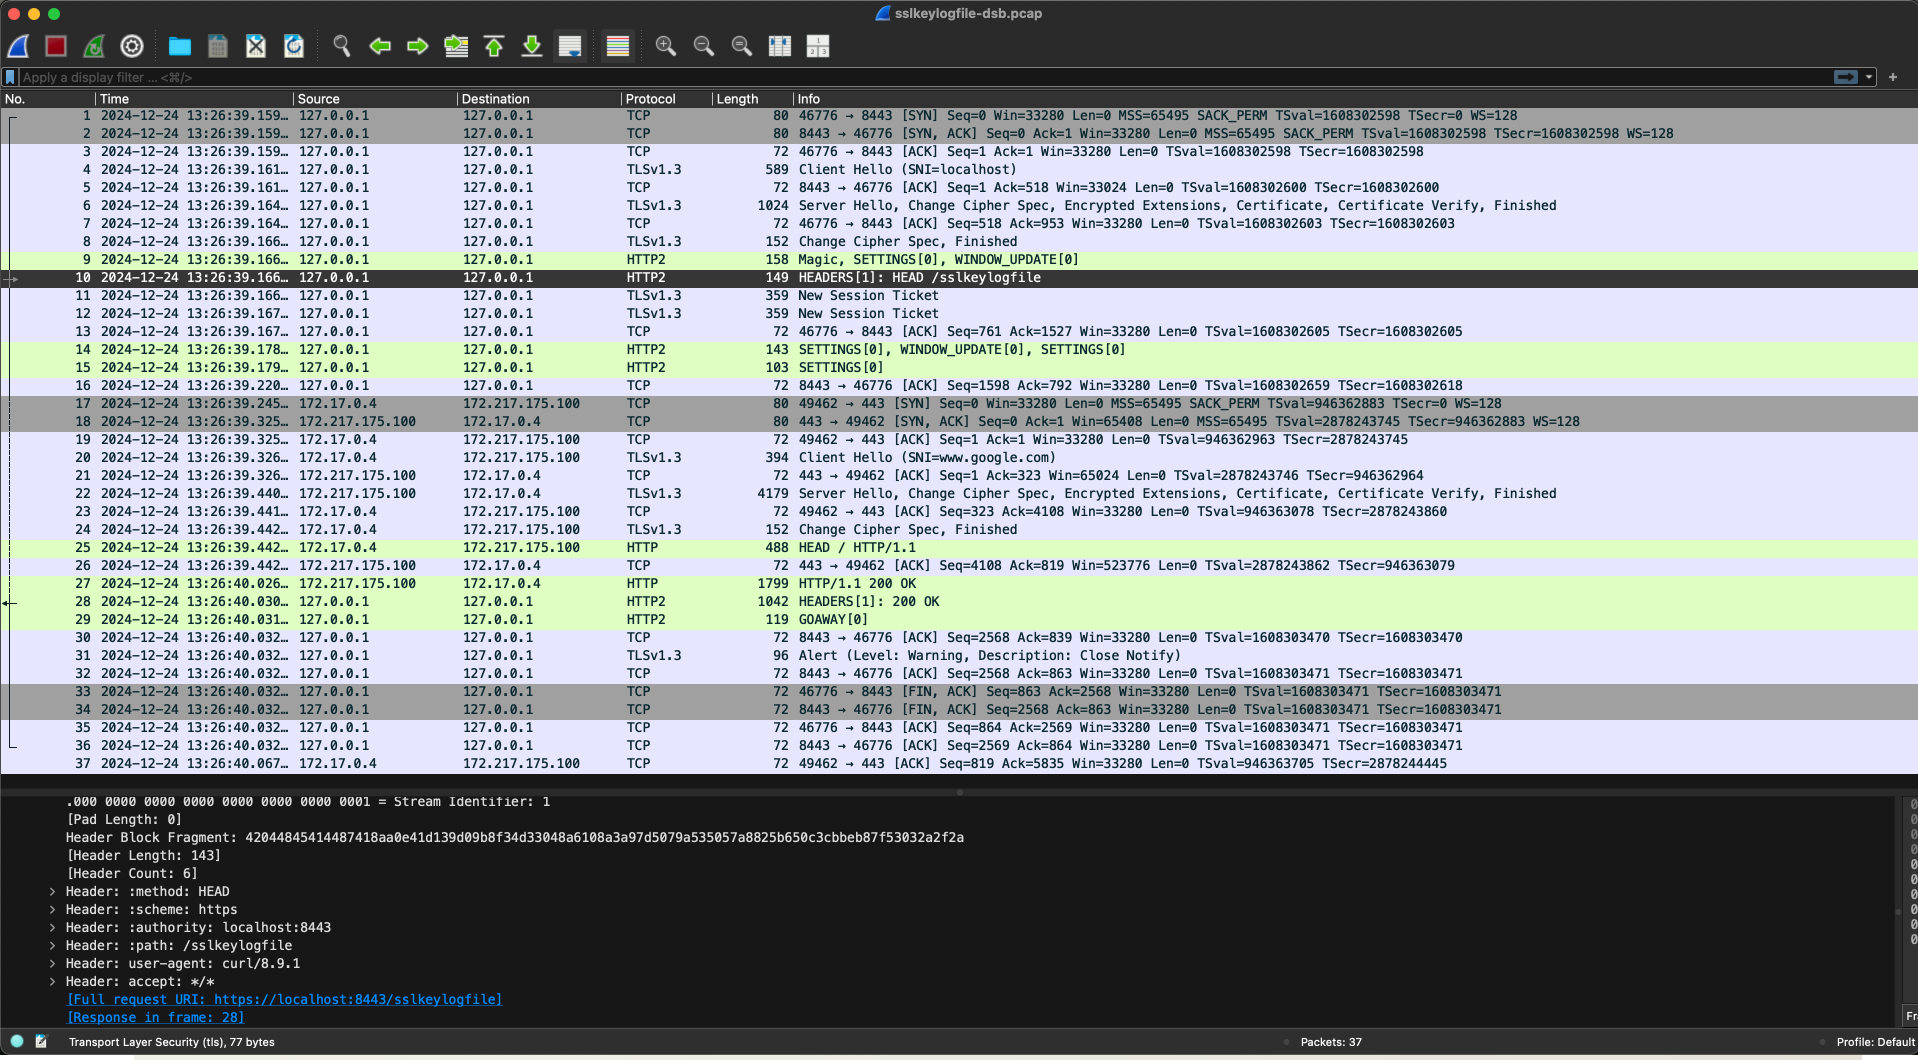 sslkeylogfile-dsb.pcap
Apply a display filter ... <⌘/>
No. Time Source Destination Protocol Length Info
1 2024-12-24 13:26:39.159… 127.0.0.1 127.0.0.1 TCP 80 46776 → 8443 [SYN] Seq=0 Win=33280 Len=0 MSS=65495 SACK_PERM TSval=1608302598 TSecr=0 WS=128
2 2024-12-24 13:26:39.159… 127.0.0.1 127.0.0.1 TCP 80 8443 → 46776 [SYN, ACK] Seq=0 Ack=1 Win=33280 Len=0 MSS=65495 SACK_PERM TSval=1608302598 TSecr=1608302598 WS=128
3 2024-12-24 13:26:39.159… 127.0.0.1 127.0.0.1 TCP 72 46776 → 8443 [ACK] Seq=1 Ack=1 Win=33280 Len=0 TSval=1608302598 TSecr=1608302598
4 2024-12-24 13:26:39.161… 127.0.0.1 127.0.0.1 TLSv1.3 589 Client Hello (SNI=localhost)
5 2024-12-24 13:26:39.161… 127.0.0.1 127.0.0.1 TCP 72 8443 → 46776 [ACK] Seq=1 Ack=518 Win=33024 Len=0 TSval=1608302600 TSecr=1608302600
6 2024-12-24 13:26:39.164… 127.0.0.1 127.0.0.1 TLSv1.3 1024 Server Hello, Change Cipher Spec, Encrypted Extensions, Certificate, Certificate Verify, Finished
7 2024-12-24 13:26:39.164… 127.0.0.1 127.0.0.1 TCP 72 46776 → 8443 [ACK] Seq=518 Ack=953 Win=33280 Len=0 TSval=1608302603 TSecr=1608302603
8 2024-12-24 13:26:39.166… 127.0.0.1 127.0.0.1 TLSv1.3 152 Change Cipher Spec, Finished
9 2024-12-24 13:26:39.166… 127.0.0.1 127.0.0.1 HTTP2 158 Magic, SETTINGS[0], WINDOW_UPDATE[0]
10 2024-12-24 13:26:39.166… 127.0.0.1 127.0.0.1 HTTP2 149 HEADERS[1]: HEAD /sslkeylogfile
11 2024-12-24 13:26:39.166… 127.0.0.1 127.0.0.1 TLSv1.3 359 New Session Ticket
12 2024-12-24 13:26:39.167… 127.0.0.1 127.0.0.1 TLSv1.3 359 New Session Ticket
13 2024-12-24 13:26:39.167… 127.0.0.1 127.0.0.1 TCP 72 46776 → 8443 [ACK] Seq=761 Ack=1527 Win=33280 Len=0 TSval=1608302605 TSecr=1608302605
14 2024-12-24 13:26:39.178… 127.0.0.1 127.0.0.1 HTTP2 143 SETTINGS[0], WINDOW_UPDATE[0], SETTINGS[0]
15 2024-12-24 13:26:39.179… 127.0.0.1 127.0.0.1 HTTP2 103 SETTINGS[0]
16 2024-12-24 13:26:39.220… 127.0.0.1 127.0.0.1 TCP 72 8443 → 46776 [ACK] Seq=1598 Ack=792 Win=33280 Len=0 TSval=1608302659 TSecr=1608302618
17 2024-12-24 13:26:39.245… 172.17.0.4 172.217.175.100 TCP 80 49462 → 443 [SYN] Seq=0 Win=33280 Len=0 MSS=65495 SACK_PERM TSval=946362883 TSecr=0 WS=128
18 2024-12-24 13:26:39.325… 172.217.175.100 172.17.0.4 TCP 80 443 → 49462 [SYN, ACK] Seq=0 Ack=1 Win=65408 Len=0 MSS=65495 SACK_PERM TSval=2878243745 TSecr=946362883 WS=128
19 2024-12-24 13:26:39.325… 172.17.0.4 172.217.175.100 TCP 72 49462 → 443 [ACK] Seq=1 Ack=1 Win=33280 Len=0 TSval=946362963 TSecr=2878243745
20 2024-12-24 13:26:39.326… 172.17.0.4 172.217.175.100 TLSv1.3 394 Client Hello (SNI=www.google.com)
21 2024-12-24 13:26:39.326… 172.217.175.100 172.17.0.4 TCP 72 443 → 49462 [ACK] Seq=1 Ack=323 Win=65024 Len=0 TSval=2878243746 TSecr=946362964
22 2024-12-24 13:26:39.440… 172.217.175.100 172.17.0.4 TLSv1.3 4179 Server Hello, Change Cipher Spec, Encrypted Extensions, Certificate, Certificate Verify, Finished
23 2024-12-24 13:26:39.441… 172.17.0.4 172.217.175.100 TCP 72 49462 → 443 [ACK] Seq=323 Ack=4108 Win=33280 Len=0 TSval=946363078 TSecr=2878243860
24 2024-12-24 13:26:39.442… 172.17.0.4 172.217.175.100 TLSv1.3 152 Change Cipher Spec, Finished
25 2024-12-24 13:26:39.442… 172.17.0.4 172.217.175.100 HTTP 488 HEAD / HTTP/1.1
26 2024-12-24 13:26:39.442… 172.217.175.100 172.17.0.4 TCP 72 443 → 49462 [ACK] Seq=4108 Ack=819 Win=523776 Len=0 TSval=2878243862 TSecr=946363079
27 2024-12-24 13:26:40.026… 172.217.175.100 172.17.0.4 HTTP 1799 HTTP/1.1 200 OK
28 2024-12-24 13:26:40.030… 127.0.0.1 127.0.0.1 HTTP2 1042 HEADERS[1]: 200 OK
29 2024-12-24 13:26:40.031… 127.0.0.1 127.0.0.1 HTTP2 119 GOAWAY[0]
30 2024-12-24 13:26:40.032… 127.0.0.1 127.0.0.1 TCP 72 8443 → 46776 [ACK] Seq=2568 Ack=839 Win=33280 Len=0 TSval=1608303470 TSecr=1608303470
31 2024-12-24 13:26:40.032… 127.0.0.1 127.0.0.1 TLSv1.3 96 Alert (Level: Warning, Description: Close Notify)
32 2024-12-24 13:26:40.032… 127.0.0.1 127.0.0.1 TCP 72 8443 → 46776 [ACK] Seq=2568 Ack=863 Win=33280 Len=0 TSval=1608303471 TSecr=1608303471
33 2024-12-24 13:26:40.032… 127.0.0.1 127.0.0.1 TCP 72 46776 → 8443 [FIN, ACK] Seq=863 Ack=2568 Win=33280 Len=0 TSval=1608303471 TSecr=1608303471
34 2024-12-24 13:26:40.032… 127.0.0.1 127.0.0.1 TCP 72 8443 → 46776 [FIN, ACK] Seq=2568 Ack=863 Win=33280 Len=0 TSval=1608303471 TSecr=1608303471
35 2024-12-24 13:26:40.032… 127.0.0.1 127.0.0.1 TCP 72 46776 → 8443 [ACK] Seq=864 Ack=2569 Win=33280 Len=0 TSval=1608303471 TSecr=1608303471
36 2024-12-24 13:26:40.032… 127.0.0.1 127.0.0.1 TCP 72 8443 → 46776 [ACK] Seq=2569 Ack=864 Win=33280 Len=0 TSval=1608303471 TSecr=1608303471
37 2024-12-24 13:26:40.067… 172.17.0.4 172.217.175.100 TCP 72 49462 → 443 [ACK] Seq=819 Ack=5835 Win=33280 Len=0 TSval=946363705 TSecr=2878244445
.000 0000 0000 0000 0000 0000 0000 0001 = Stream Identifier: 1
[Pad Length: 0]
Header Block Fragment: 42044845414487418aa0e41d139d09b8f34d33048a6108a3a97d5079a535057a8825b650c3cbbeb87f53032a2f2a
[Header Length: 143]
[Header Count: 6]
Header: :method: HEAD
Header: :scheme: https
Header: :authority: localhost:8443
Header: :path: /sslkeylogfile
Header: user-agent: curl/8.9.1
Header: accept: */*
[Full request URI: https://localhost:8443/sslkeylogfile]
[Response in frame: 28]
Fr
Transport Layer Security (tls), 77 bytes
Packets: 37
Profile: Default